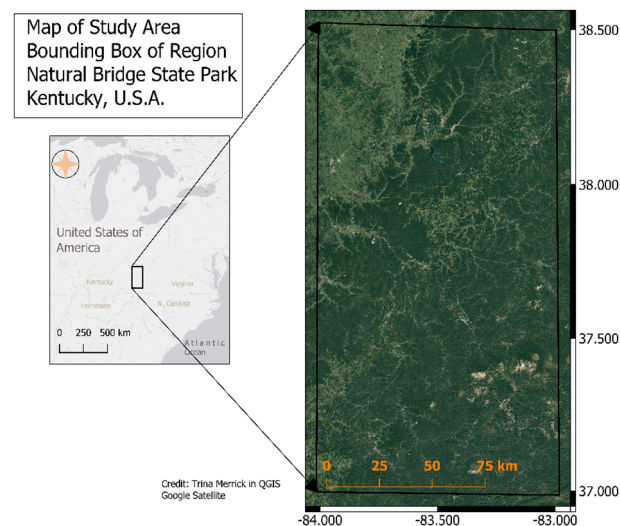 Map of Study Area
Bounding Box of Region
Natural Bridge State Park
Kentucky, U.S.A.
United States of
America
Kentucky
Virginia
Tennessee
N. Carolina
0 250 500 km
Atlantic
Ocean
Credit: Trina Merrick in QGIS
Google Satellite
38.500
38.000
37.500
37.000
0 25 50 75 km
-84.000 -83.500 -83.000